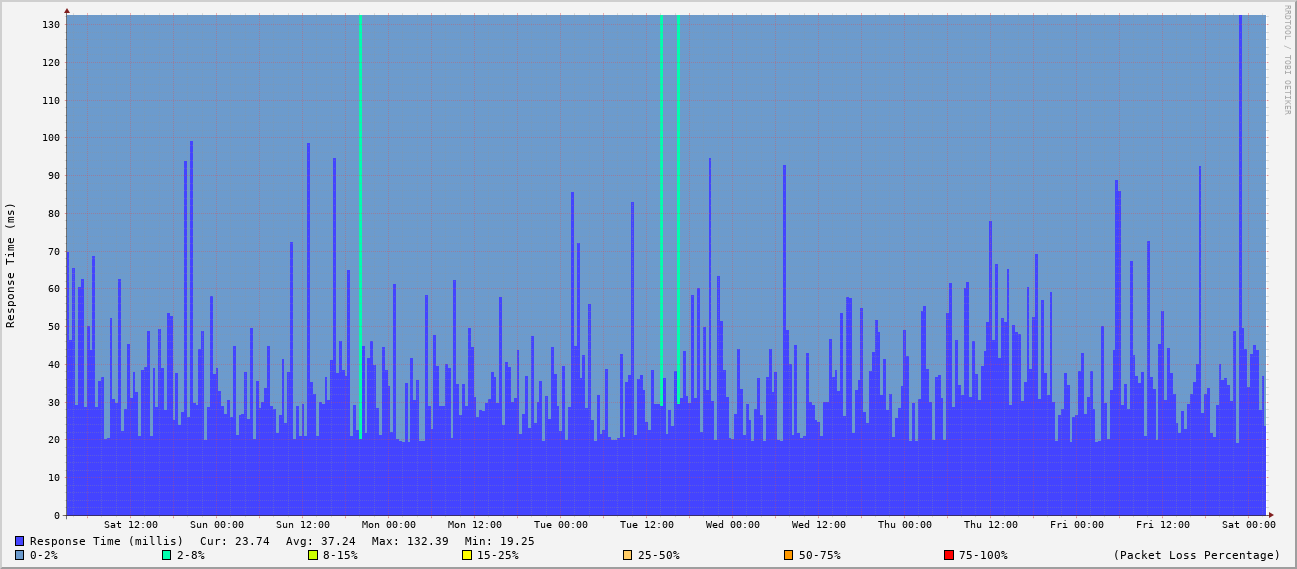 130
120
110
100
90
80
70
60
50
40
30
20
10
0
Response Time (ms)
RRDTOOL / TOBI OETIKER
Sat 12:00 Sun 00:00 Sun 12:00 Mon 00:00 Mon 12:00 Tue 00:00 Tue 12:00 Wed 00:00 Wed 12:00 Thu 00:00 Thu 12:00 Fri 00:00 Fri 12:00 Sat 00:00
Response Time (millis) Cur: 23.74 Avg: 37.24 Max: 132.39 Min: 19.25
0-2% 2-8% 8-15% 15-25% 25-50% 50-75% 75-100% (Packet Loss Percentage)